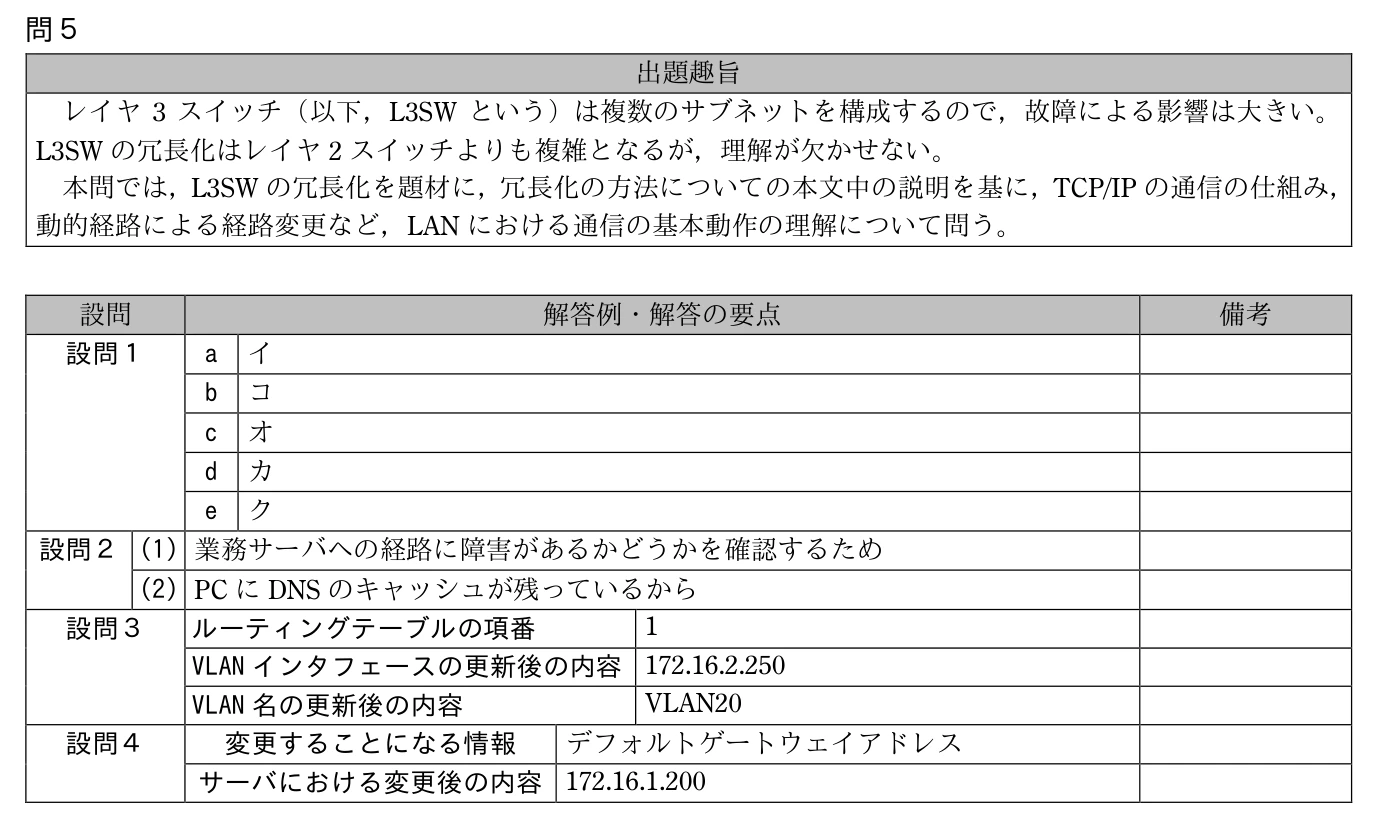 問5
出題趣旨
レイヤ 3 スイッチ（以下，L3SW という）は複数のサブネットを構成するので，故障による影響は大きい。
L3SW の冗長化はレイヤ 2 スイッチよりも複雑となるが，理解が欠かせない。
本問では，L3SW の冗長化を題材に，冗長化の方法についての本文中の説明を基に，TCP/IP の通信の仕組み，
動的経路による経路変更など，LAN における通信の基本動作の理解について問う。
設問 解答例・解答の要点 備考
設問1 a イ
b コ
c オ
d カ
e ク
設問2 (1) 業務サーバへの経路に障害があるかどうかを確認するため
(2) PC に DNS のキャッシュが残っているから
設問3 ルーティングテーブルの項番 1
VLAN インタフェースの更新後の内容 172.16.2.250
VLAN 名の更新後の内容 VLAN20
設問4 変更することになる情報 デフォルトゲートウェイアドレス
サーバにおける変更後の内容 172.16.1.200